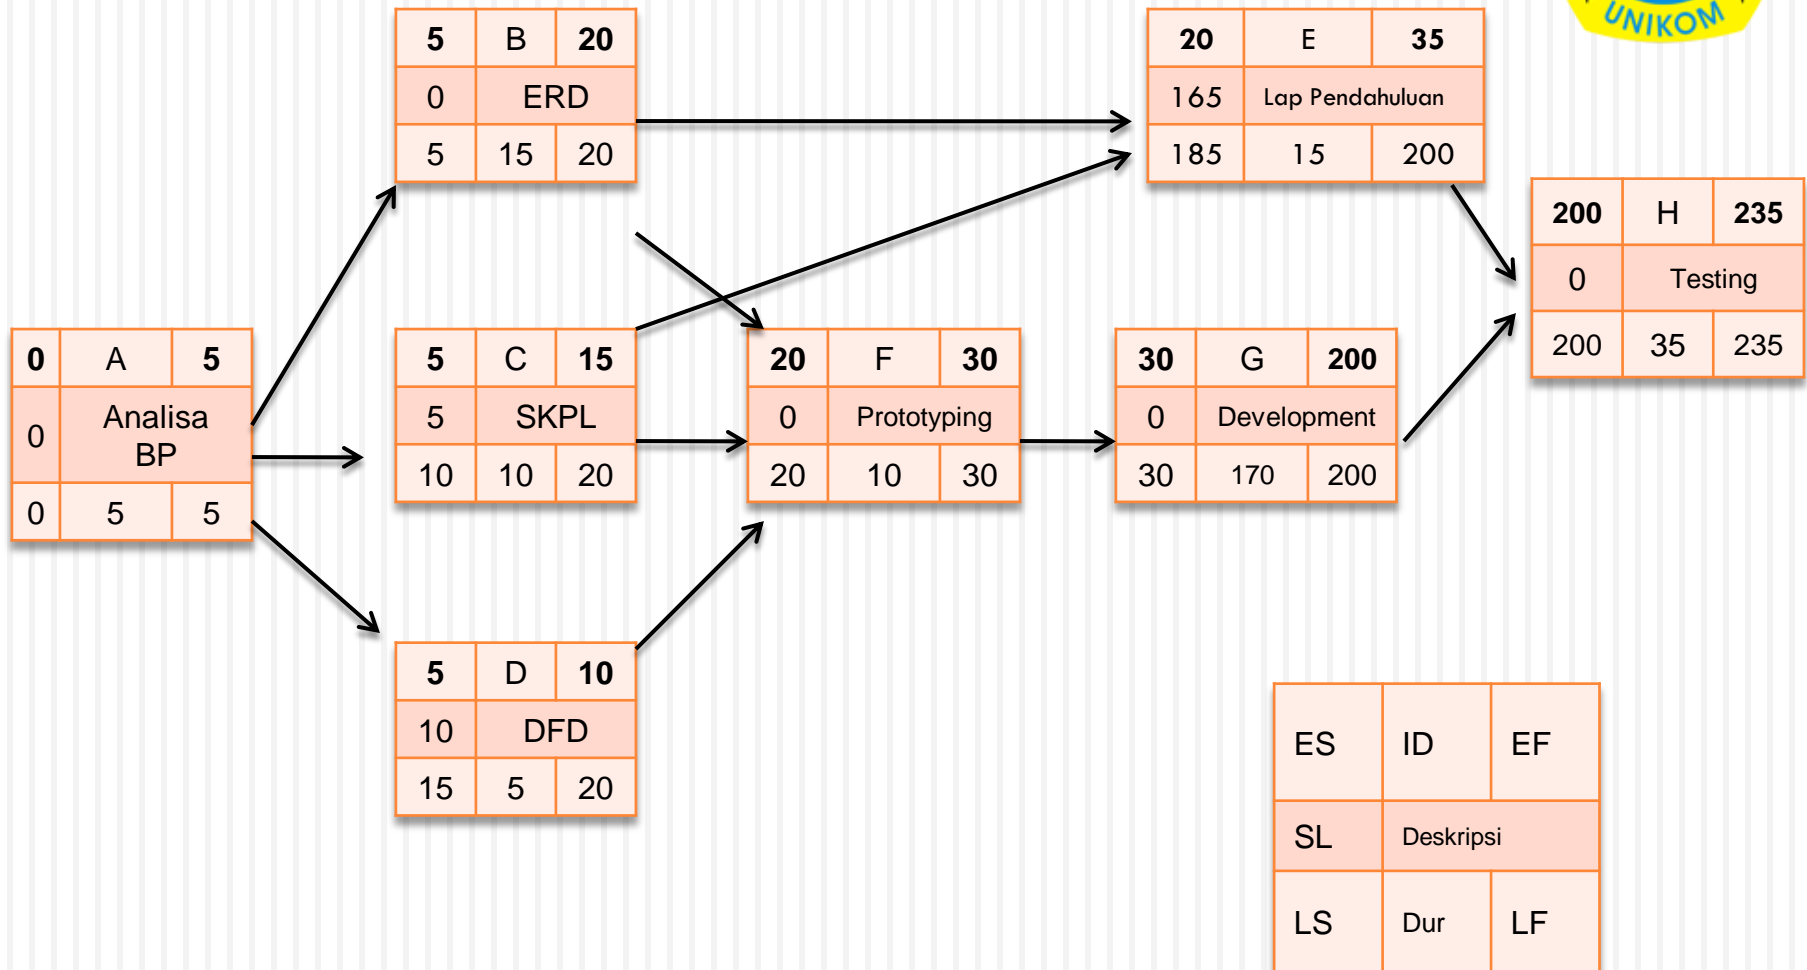 UNIKOM
5 B 20
0 ERD
5 15 20
20 E 35
165 Lap Pendahuluan
185 15 200
200 H 235
0 Testing
200 35 235
0 A 5
0 Analisa
BP
0 5 5
5 C 15
5 SKPL
10 10 20
20 F 30
0 Prototyping
20 10 30
30 G 200
0 Development
30 170 200
5 D 10
10 DFD
15 5 20
ES ID EF
SL Deskripsi
LS Dur LF